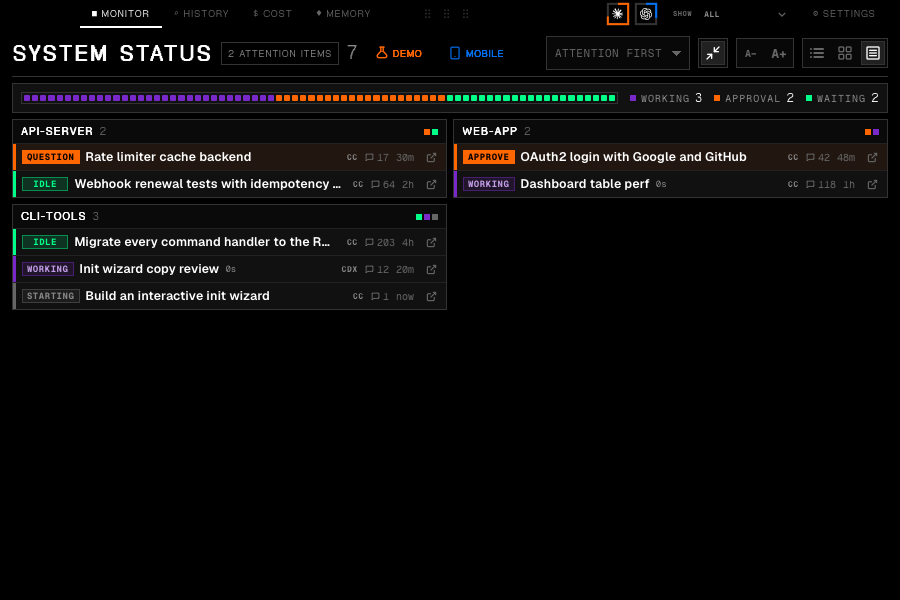 MONITOR HISTORY $ COST MEMORY SHOW ALL SETTINGS
SYSTEM STATUS 2 ATTENTION ITEMS 7 DEMO MOBILE ATTENTION FIRST A- A+
WORKING 3 APPROVAL 2 WAITING 2
API-SERVER 2
QUESTION Rate limiter cache backend CC 17 30m
IDLE Webhook renewal tests with idempotency … CC 64 2h
WEB-APP 2
APPROVE OAuth2 login with Google and GitHub CC 42 48m
WORKING Dashboard table perf 0s CC 118 1h
CLI-TOOLS 3
IDLE Migrate every command handler to the R… CC 203 4h
WORKING Init wizard copy review 0s CDX 12 20m
STARTING Build an interactive init wizard CC 1 now